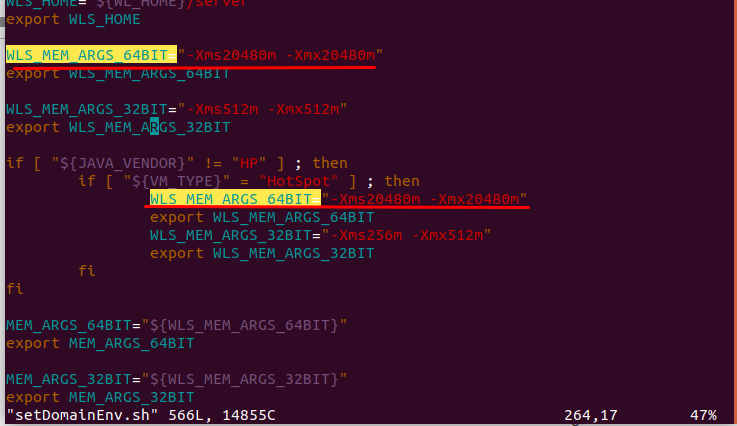 WLS_HOME="${WL_HOME}/server"
export WLS_HOME
WLS_MEM_ARGS_64BIT="-Xms20480m -Xmx20480m"
export WLS_MEM_ARGS_64BIT
WLS_MEM_ARGS_32BIT="-Xms512m -Xmx512m"
export WLS_MEM_ARGS_32BIT
if [ "${JAVA_VENDOR}" != "HP" ] ; then
if [ "${VM_TYPE}" = "HotSpot" ] ; then
WLS_MEM_ARGS_64BIT="-Xms20480m -Xmx20480m"
export WLS_MEM_ARGS_64BIT
WLS_MEM_ARGS_32BIT="-Xms256m -Xmx512m"
export WLS_MEM_ARGS_32BIT
fi
fi
MEM_ARGS_64BIT="${WLS_MEM_ARGS_64BIT}"
export MEM_ARGS_64BIT
MEM_ARGS_32BIT="${WLS_MEM_ARGS_32BIT}"
export MEM_ARGS_32BIT
"setDomainEnv.sh" 566L, 14855C 264,17 47%